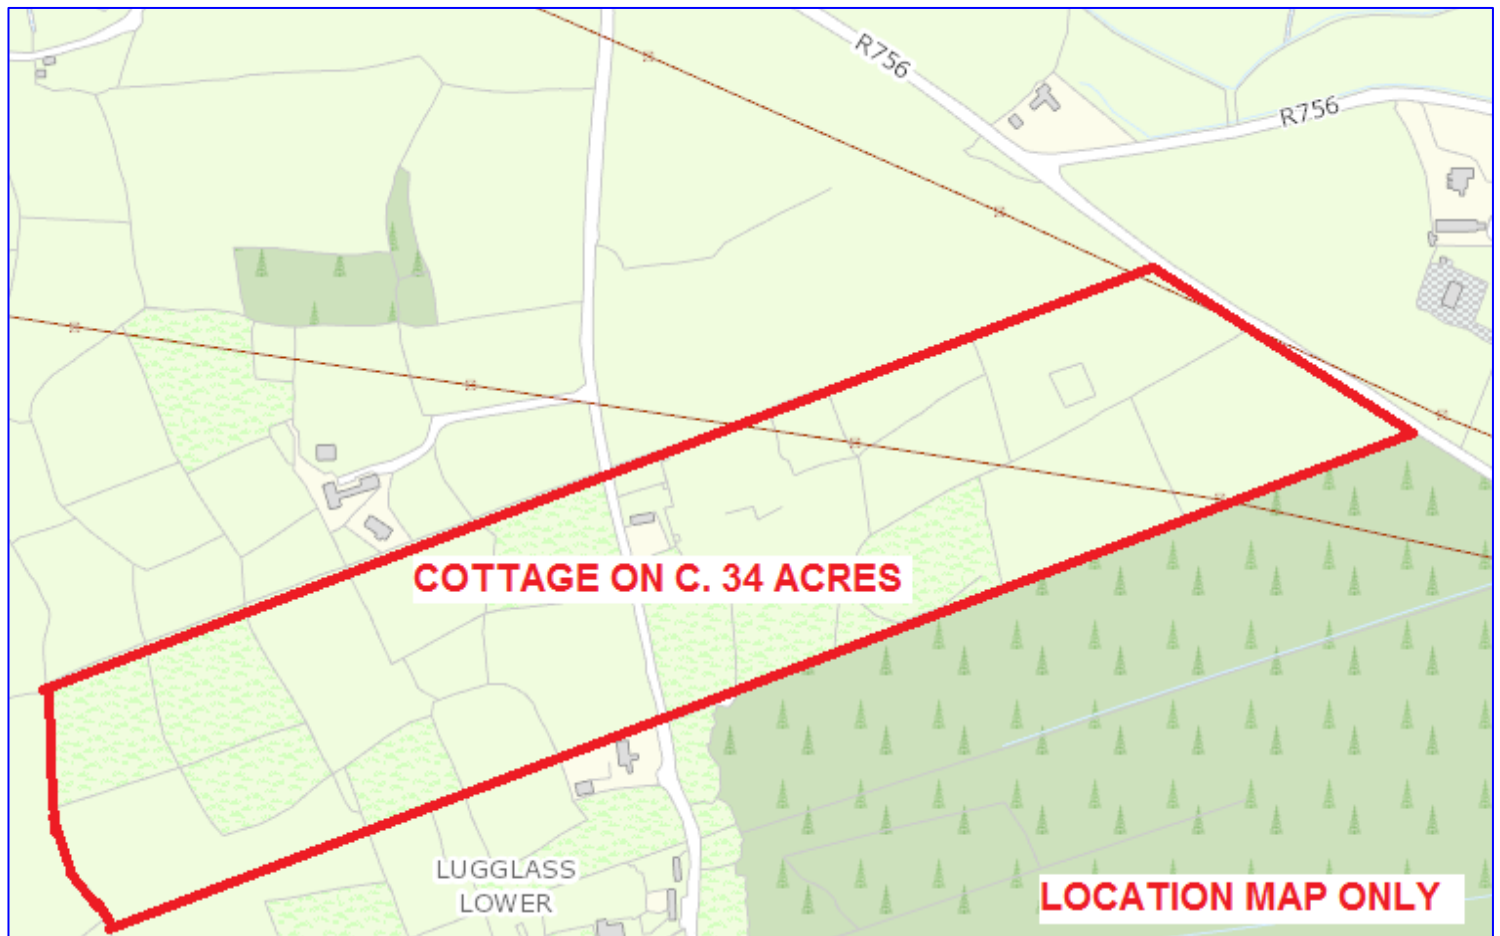 R756
R756
COTTAGE ON C. 34 ACRES
LUGGLASS
LOWER
LOCATION MAP ONLY